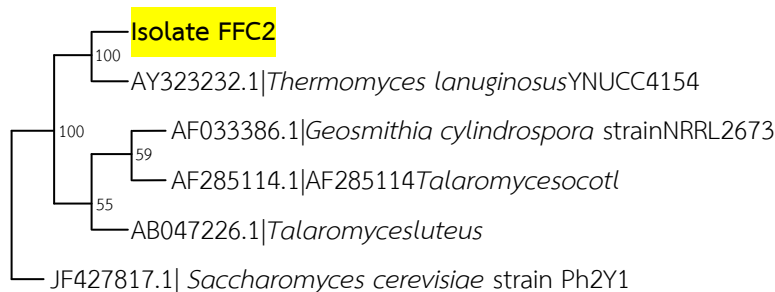 Isolate FFC2
100
AY323232.1|Thermomyces lanuginosusYNUCC4154
100
AF033386.1|Geosmithia cylindrospora strainNRRL2673
59
AF285114.1|AF285114Talaromycesocotl
55
AB047226.1|Talaromycesluteus
JF427817.1| Saccharomyces cerevisiae strain Ph2Y1